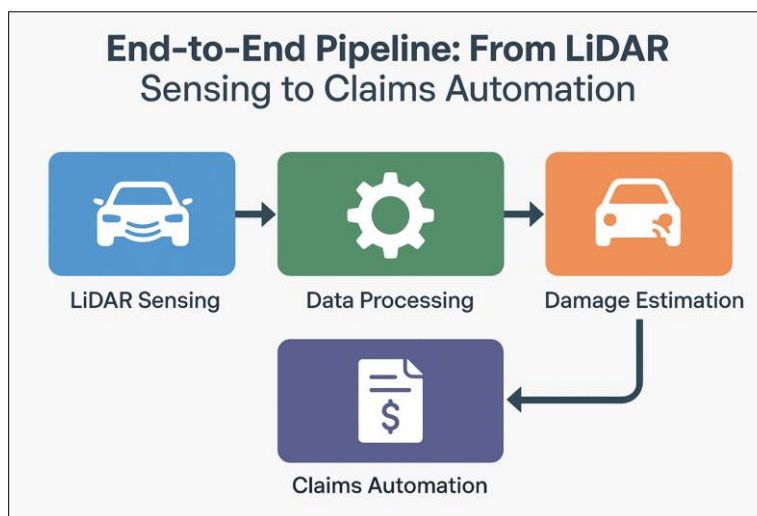 End-to-End Pipeline: From LiDAR
Sensing to Claims Automation
LiDAR Sensing
Data Processing
Damage Estimation
$
Claims Automation